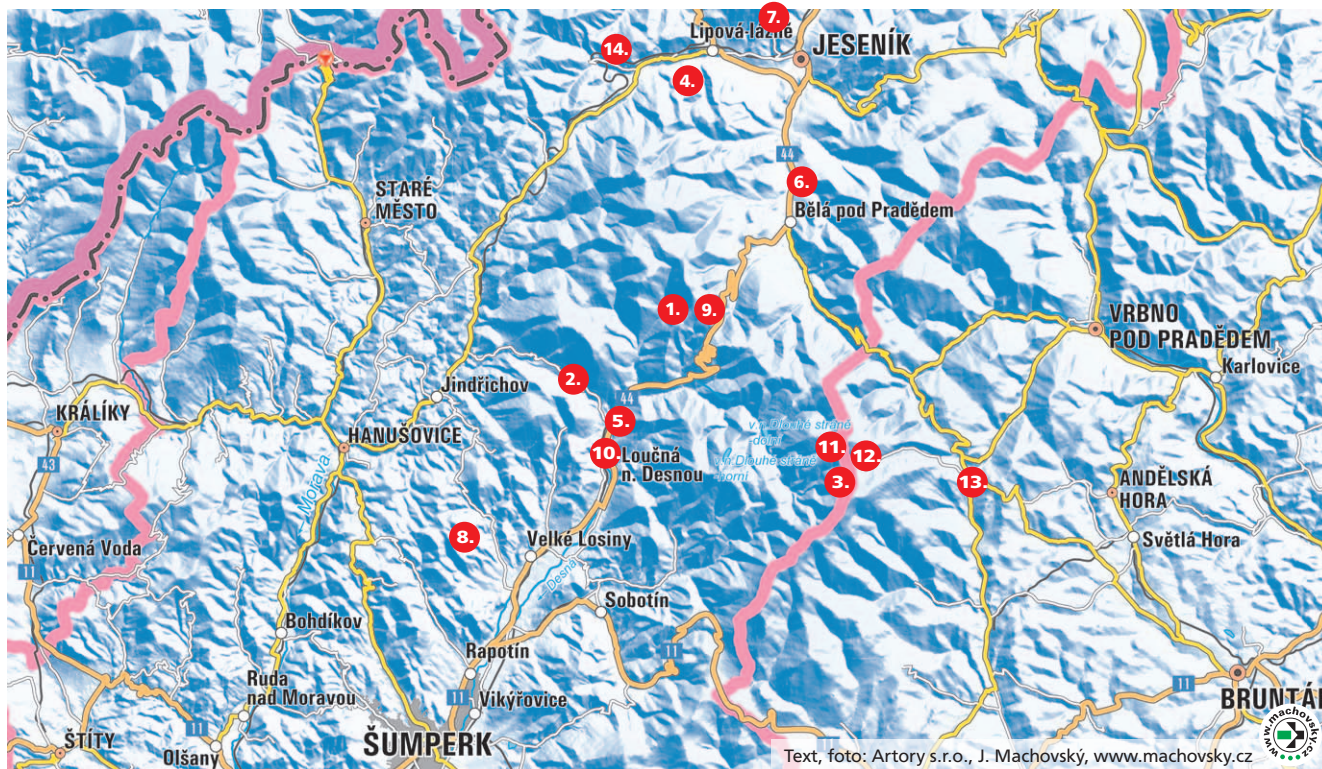 7.
Lipová-lázně
14.
JESENÍK
4.
44
6.
STARÉ
MĚSTO
Bělá pod Pradědem
1.
9.
VRBNO
POD PRADĚDEM
Karlovice
2.
Jindřichov
44
KRÁLÍKY
5.
v.n.Dlouhé stráně
-dolní
HANUŠOVICE
10.
Loučná
n. Desnou
11.
12.
v.n.Dlouhé stráně
-horní
43
3.
13.
ANDĚLSKÁ
HORA
Morava
8.
Velké Losiny
Světlá Hora
Červená Voda
11
Desná
Sobotín
Bohdíkov
11
Rapotín
Ruda
nad Moravou
11
Vikýřovice
11
BRUNTÁL
11
ŠTÍTY
Olšany
ŠUMPERK
11
www.machovsky.cz
Text, foto: Artory s.r.o., J. Machovský, www.machovsky.cz